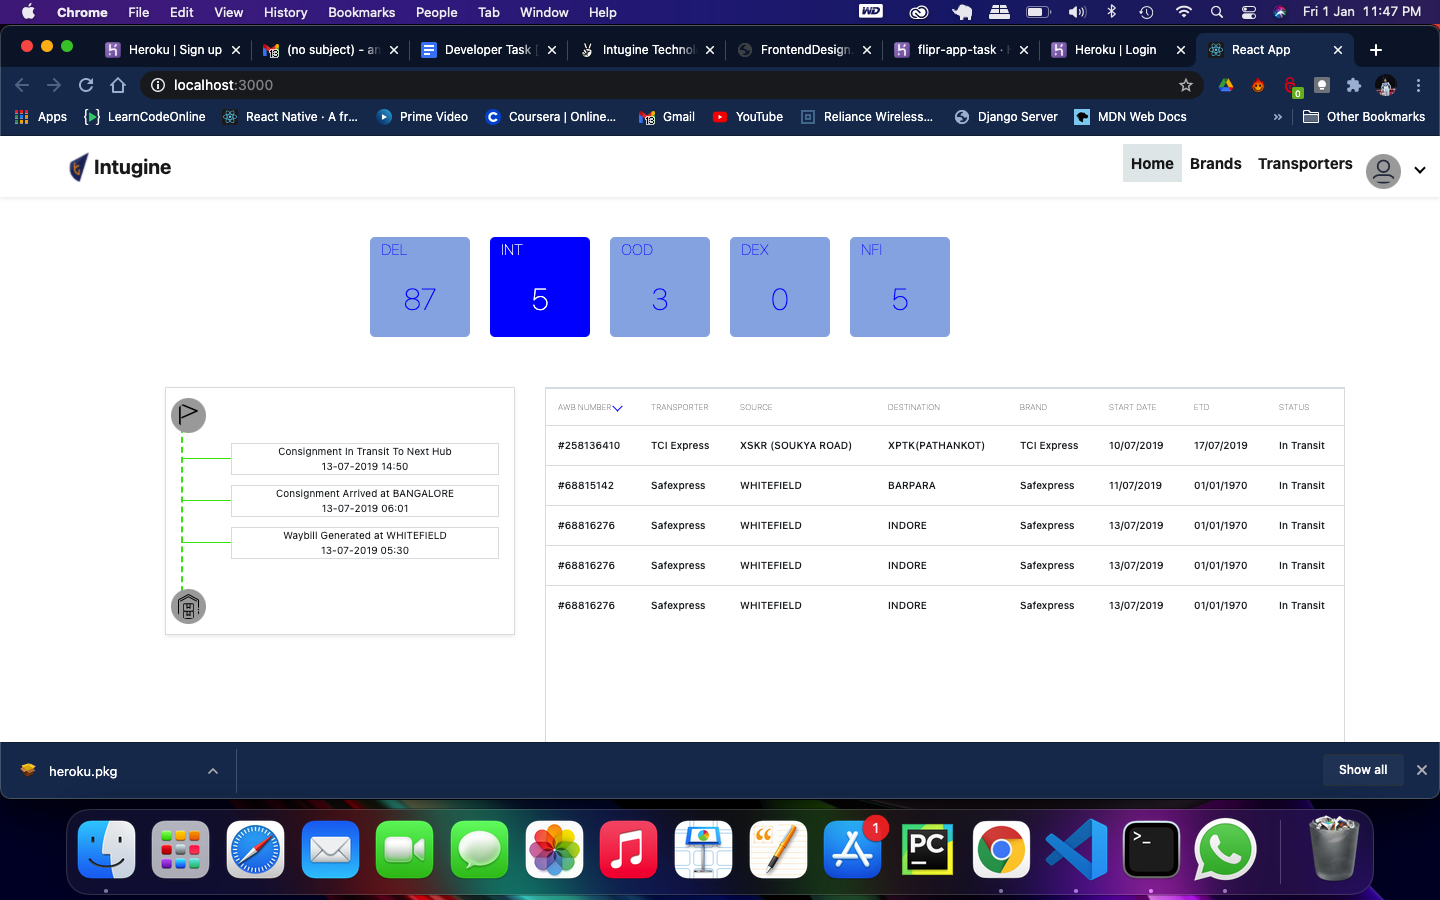 Chrome File Edit View History Bookmarks People Tab Window Help WD Fri 1 Jan 11:47 PM
Heroku | Sign up (no subject) - an Developer Task Intugine Technol FrontendDesign flipr-app-task · H Heroku | Login React App
localhost:3000 0
Apps LearnCodeOnline React Native · A fr... Prime Video Coursera | Online... Gmail YouTube Reliance Wireless... Django Server MDN Web Docs » Other Bookmarks
Intugine Home Brands Transporters
DEL INT OOD DEX NFI
87 5 3 0 5
AWB NUMBER TRANSPORTER SOURCE DESTINATION BRAND START DATE ETD STATUS
#258136410 TCI Express XSKR (SOUKYA ROAD) XPTK(PATHANKOT) TCI Express 10/07/2019 17/07/2019 In Transit
#68815142 Safexpress WHITEFIELD BARPARA Safexpress 11/07/2019 01/01/1970 In Transit
#68816276 Safexpress WHITEFIELD INDORE Safexpress 13/07/2019 01/01/1970 In Transit
#68816276 Safexpress WHITEFIELD INDORE Safexpress 13/07/2019 01/01/1970 In Transit
#68816276 Safexpress WHITEFIELD INDORE Safexpress 13/07/2019 01/01/1970 In Transit
Consignment In Transit To Next Hub
13-07-2019 14:50
Consignment Arrived at BANGALORE
13-07-2019 06:01
Waybill Generated at WHITEFIELD
13-07-2019 05:30
heroku.pkg Show all
1
PC
>_